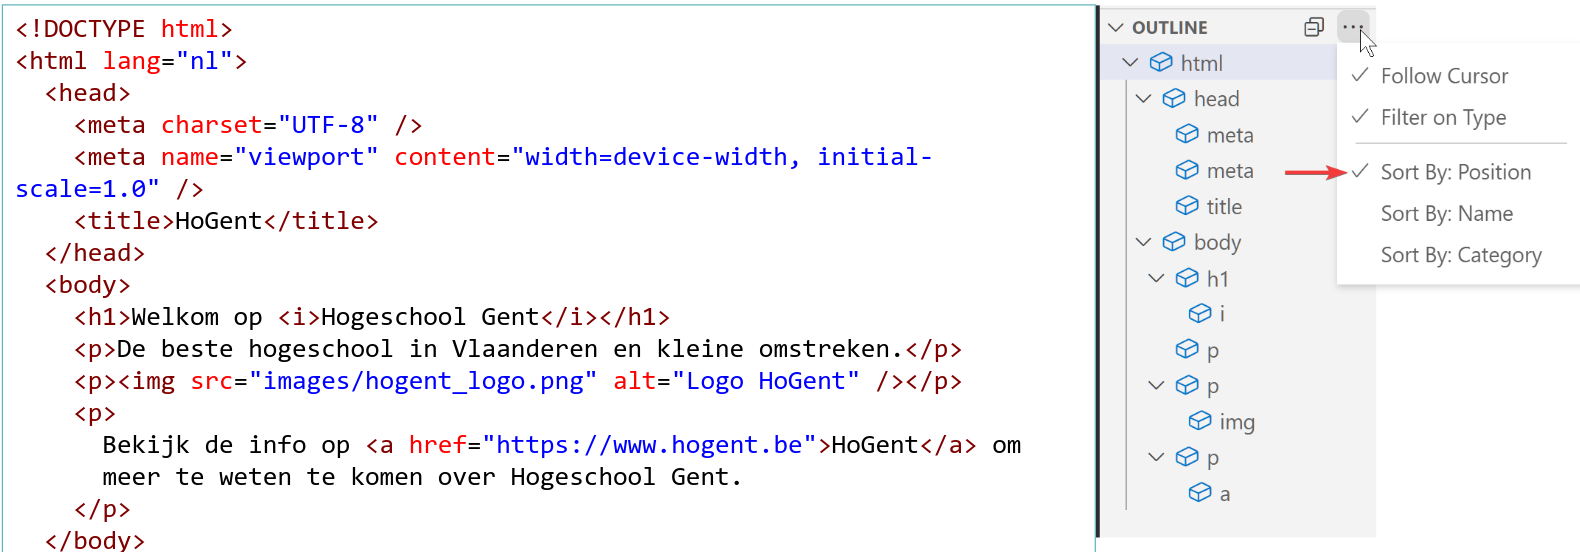 <!DOCTYPE html>
<html lang="nl">
<head>
<meta charset="UTF-8" />
<meta name="viewport" content="width=device-width, initial-
scale=1.0" />
<title>HoGent</title>
</head>
<body>
<h1>Welkom op <i>Hogeschool Gent</i></h1>
<p>De beste hogeschool in Vlaanderen en kleine omstreken.</p>
<p><img src="images/hogent_logo.png" alt="Logo HoGent" /></p>
<p>
Bekijk de info op <a href="https://www.hogent.be">HoGent</a> om
meer te weten te komen over Hogeschool Gent.
</p>
</body>
OUTLINE
html
head
meta
meta
title
body
h1
i
p
p
img
p
a
Follow Cursor
Filter on Type
Sort By: Position
Sort By: Name
Sort By: Category